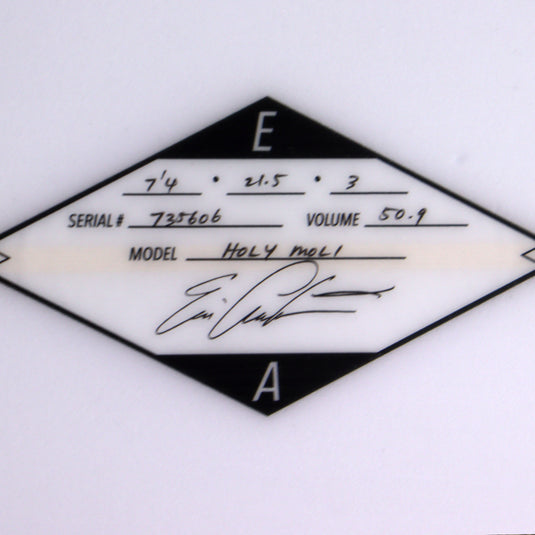 E
7'4 • 21.5 • 3
SERIAL# 735606 VOLUME 50.9
MODEL HOLY MOLI
A